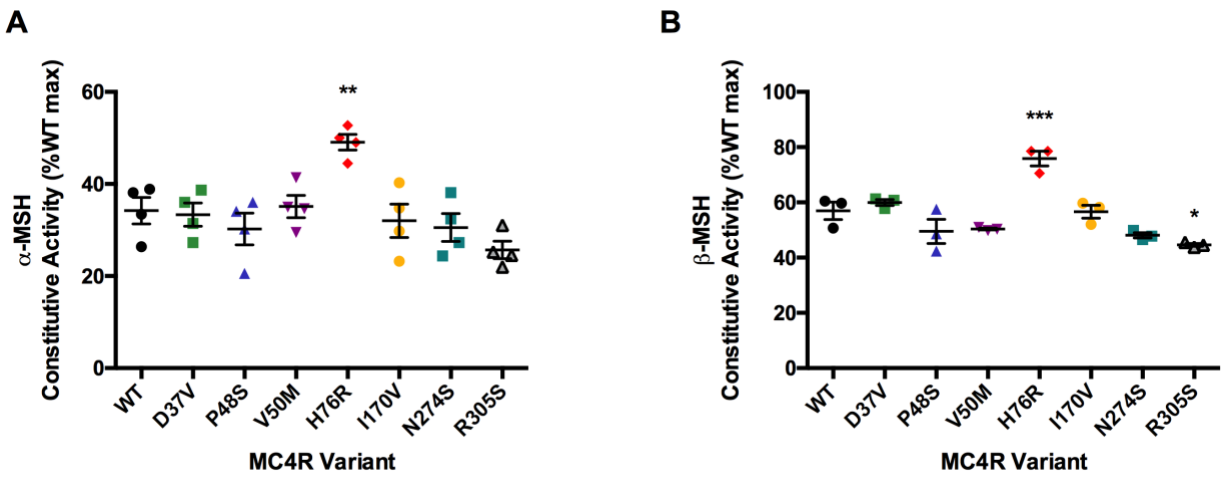 A
α-MSH
Constitutive Activity (%WT max)
60
40
20
0
**
WT
D37V
P48S
V50M
H76R
I170V
N274S
R305S
MC4R Variant
B
β-MSH
Constitutive Activity (%WT max)
100
80
60
40
20
0
***
*
WT
D37V
P48S
V50M
H76R
I170V
N274S
R305S
MC4R Variant